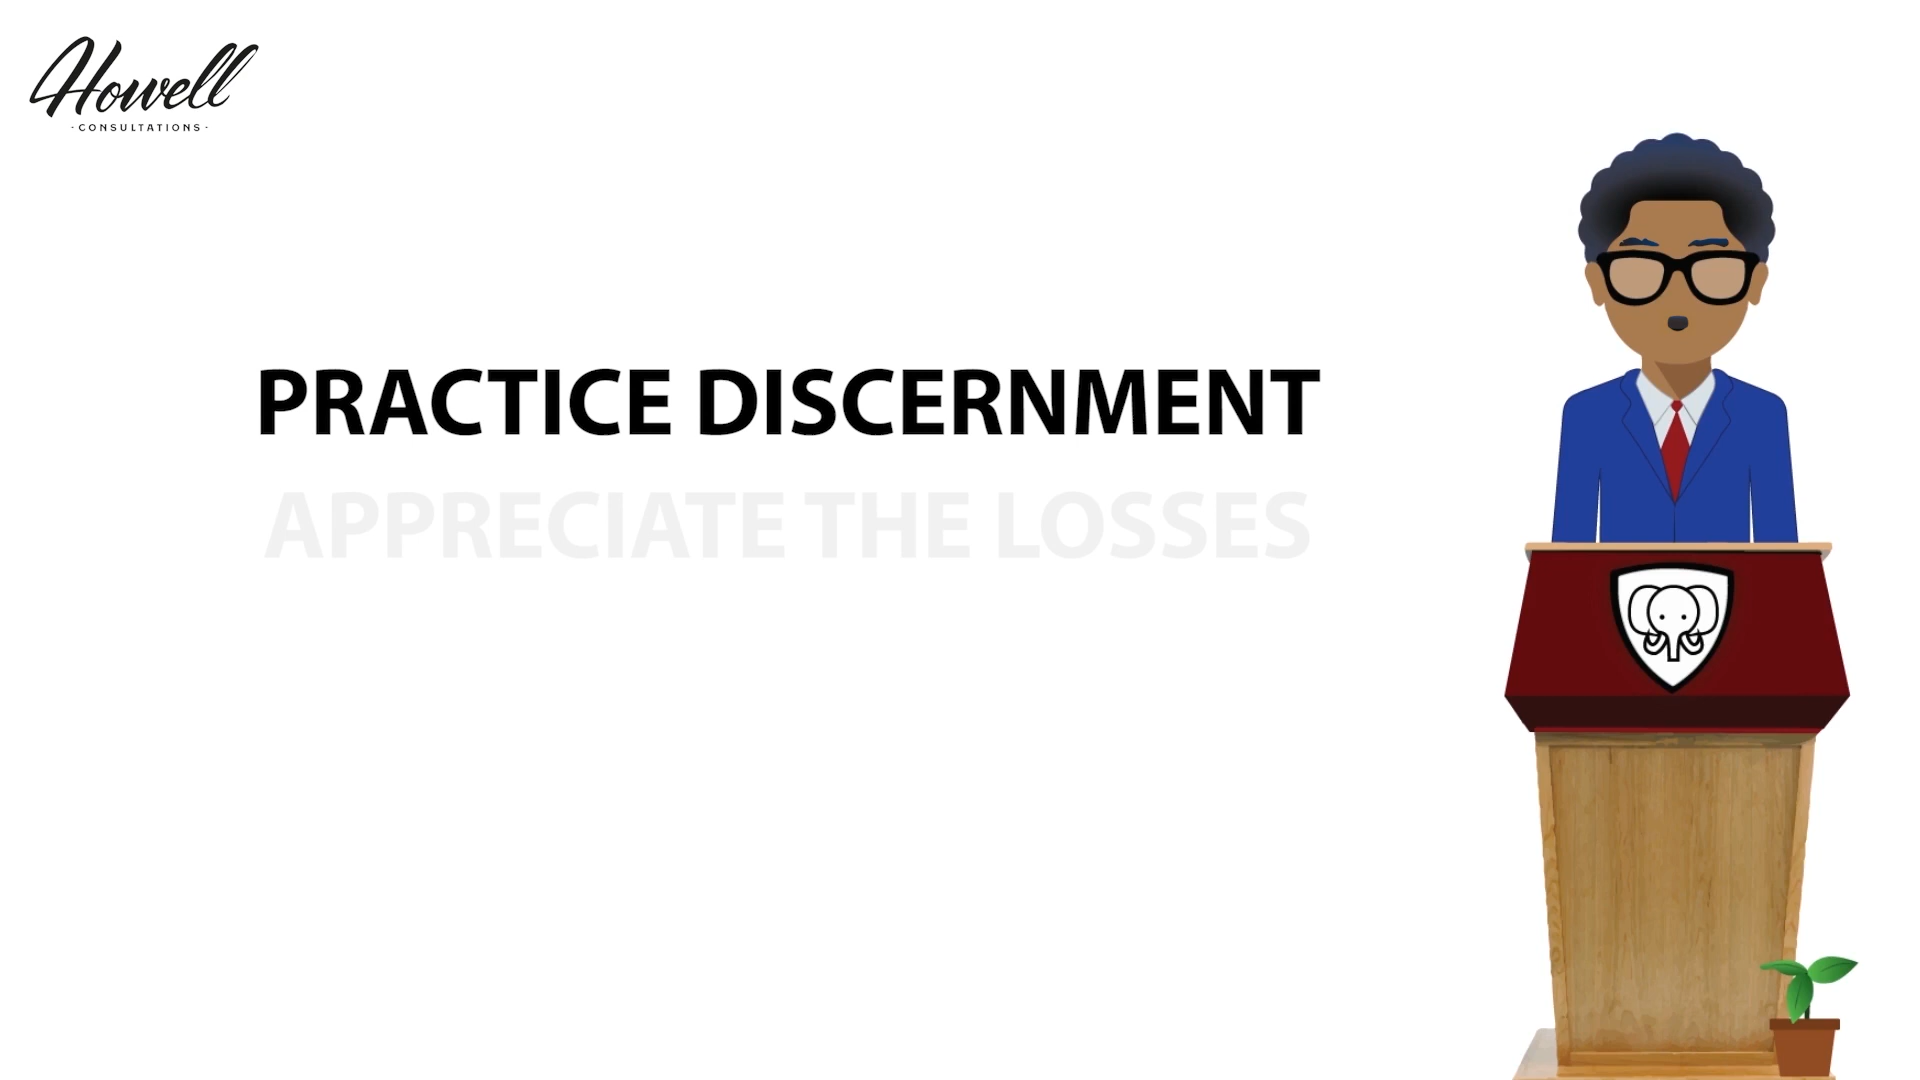 Howell
·CONSULTATIONS·
PRACTICE DISCERNMENT
APPRECIATE THE LOSSES